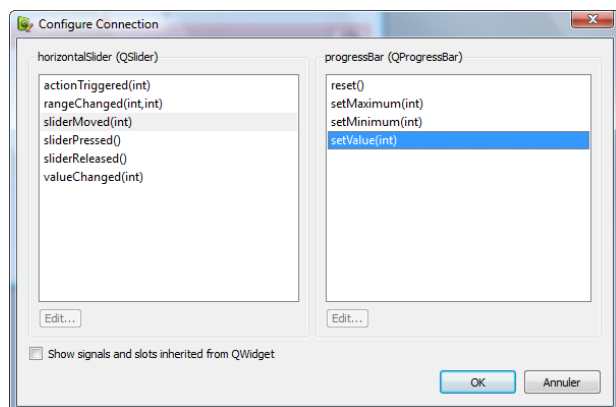 Configure Connection
horizontalSlider (QSlider)
actionTriggered(int)
rangeChanged(int,int)
sliderMoved(int)
sliderPressed()
sliderReleased()
valueChanged(int)
Edit...
progressBar (QProgressBar)
reset()
setMaximum(int)
setMinimum(int)
setValue(int)
Edit...
Show signals and slots inherited from QWidget
OK
Annuler